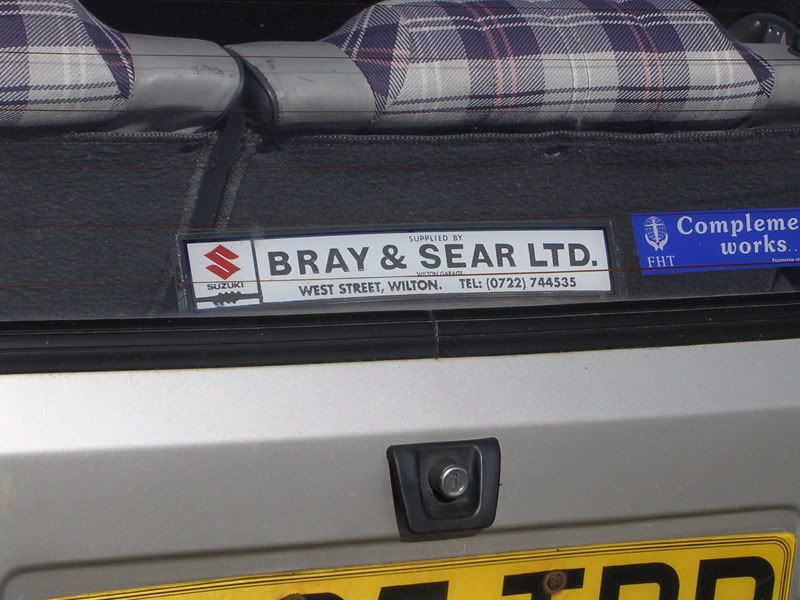 SUPPLIED BY
BRAY & SEAR LTD.
WILTON GARAGE
WEST STREET, WILTON. TEL: (0722) 744535
SUZUKI
Compleme
works..
FHT